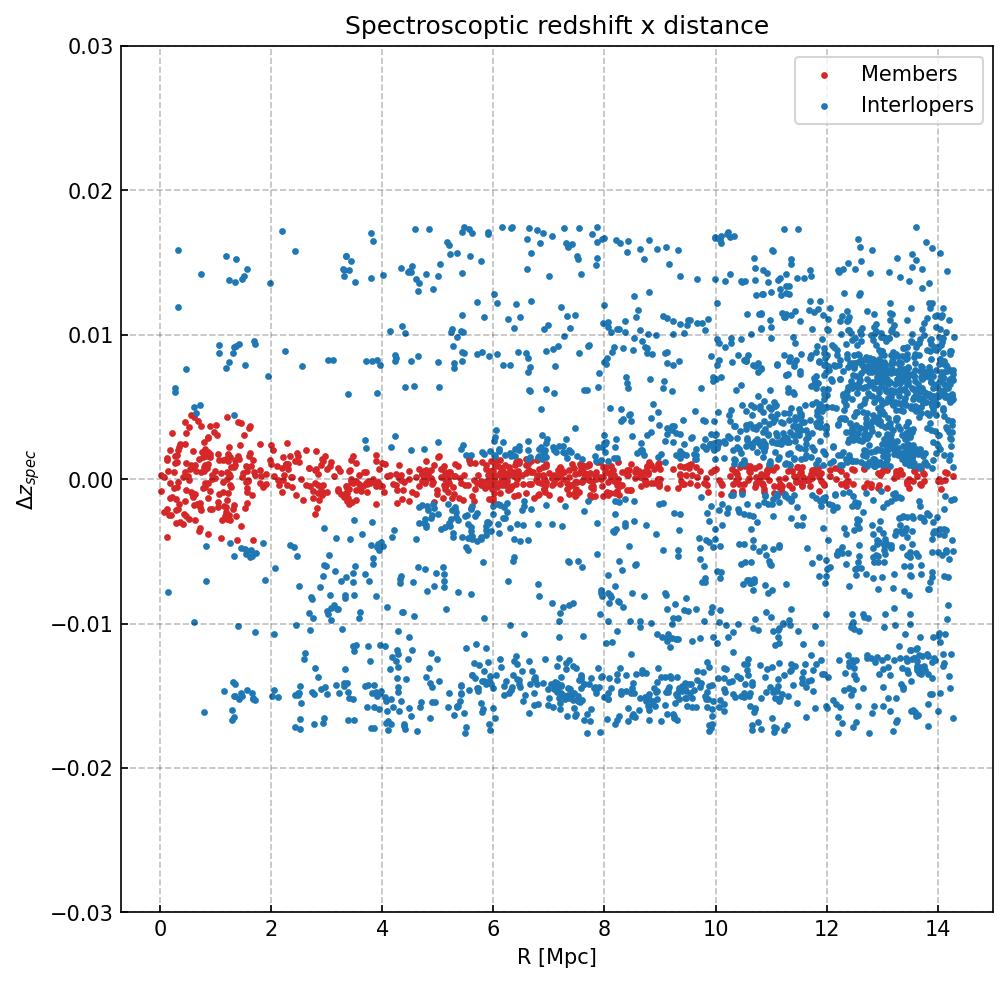 Spectroscoptic redshift x distance
Members
Interlopers
0.03
0.02
0.01
0.00
−0.01
−0.02
−0.03
Δz_spec
0 2 4 6 8 10 12 14
R [Mpc]